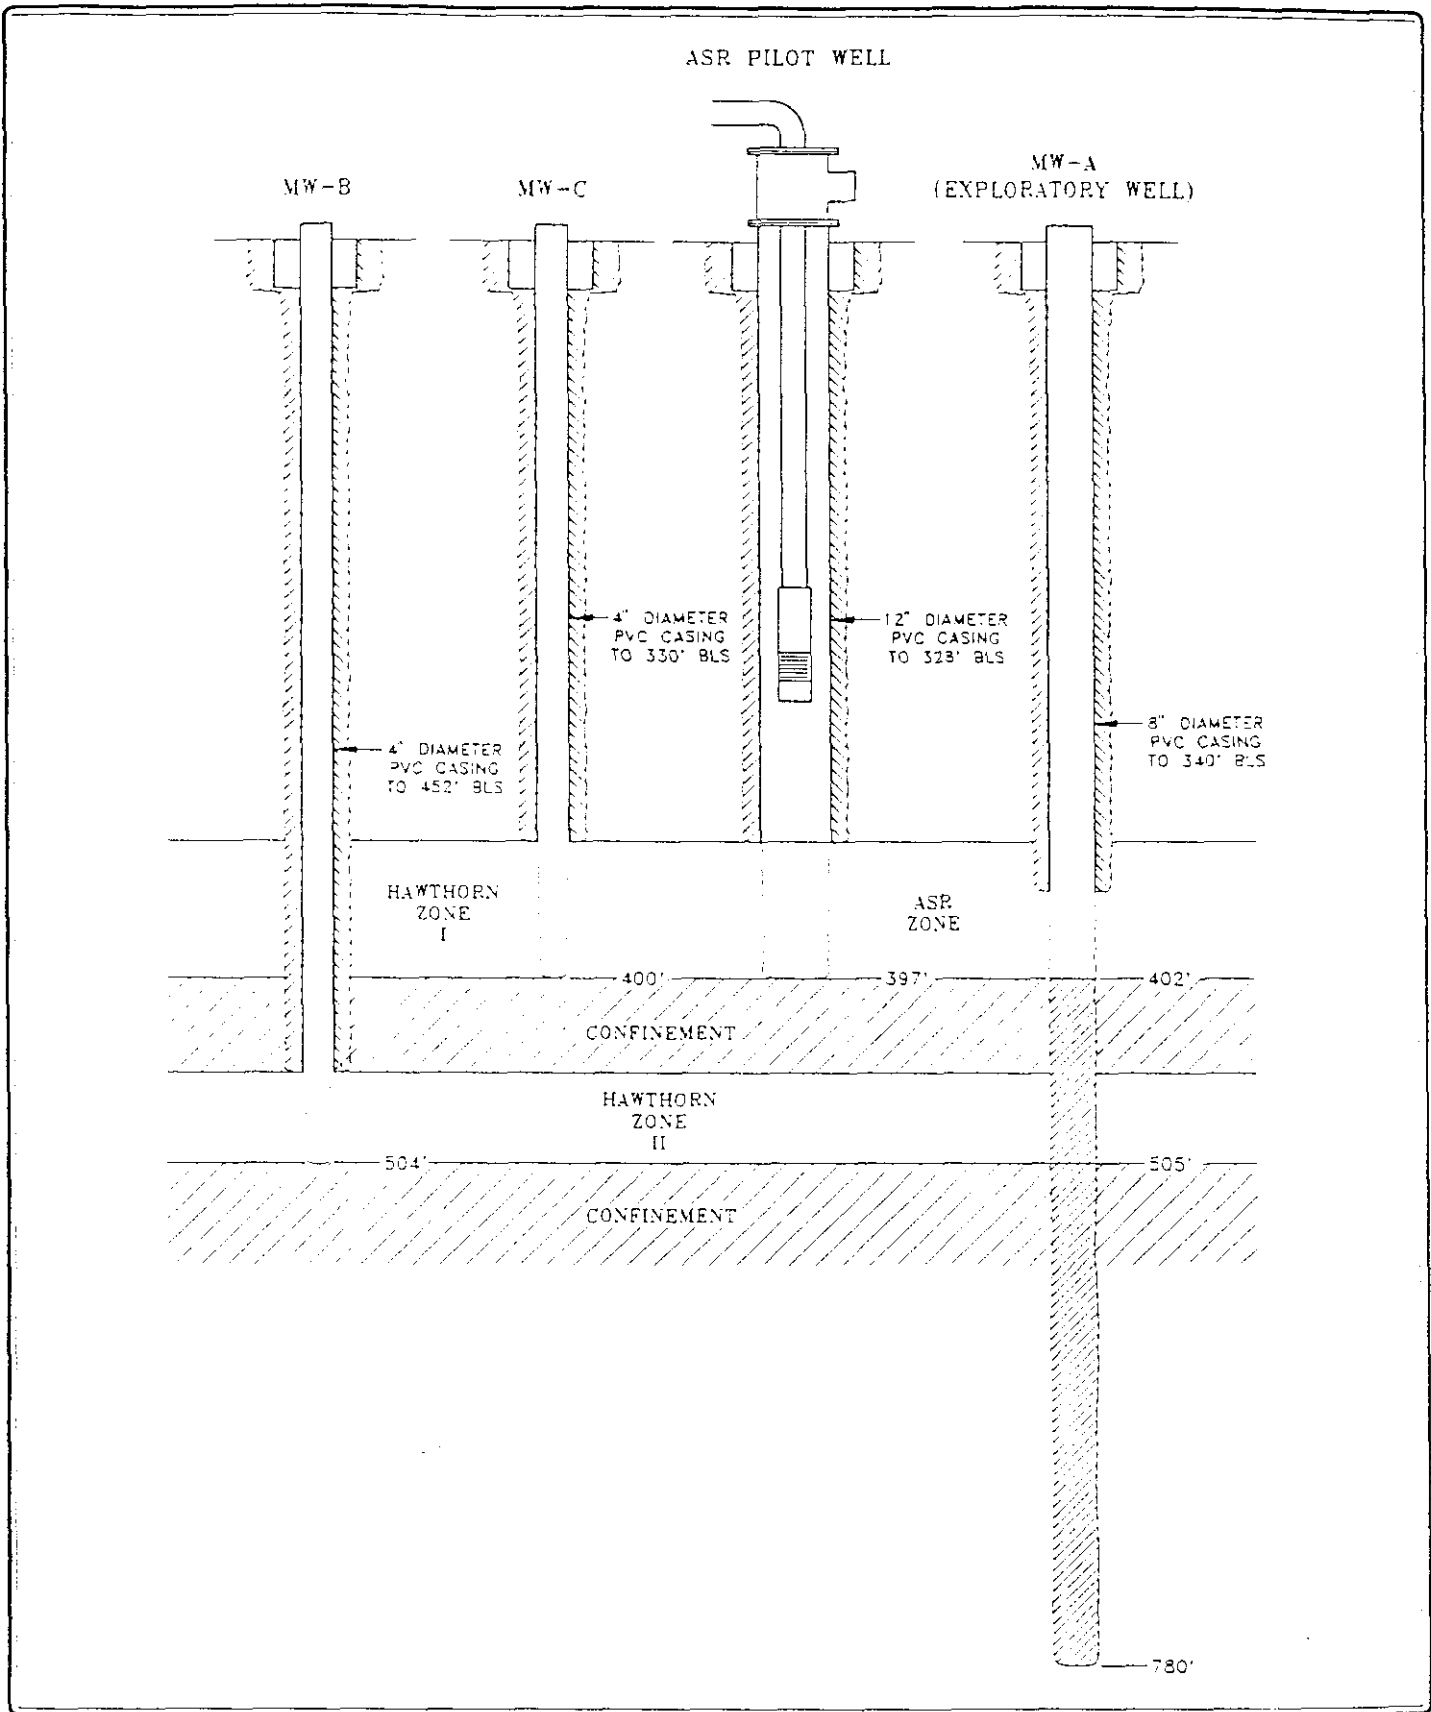 ASR PILOT WELL
MW-B
MW-C
MW-A
(EXPLORATORY WELL)
4" DIAMETER
PVC CASING
TO 330' BLS
12" DIAMETER
PVC CASING
TO 328' BLS
8" DIAMETER
PVC CASING
TO 340' BLS
4" DIAMETER
PVC CASING
TO 452' BLS
HAWTHORN
ZONE
I
ASR
ZONE
400'
397'
402'
CONFINEMENT
HAWTHORN
ZONE
II
504'
505'
CONFINEMENT
780'